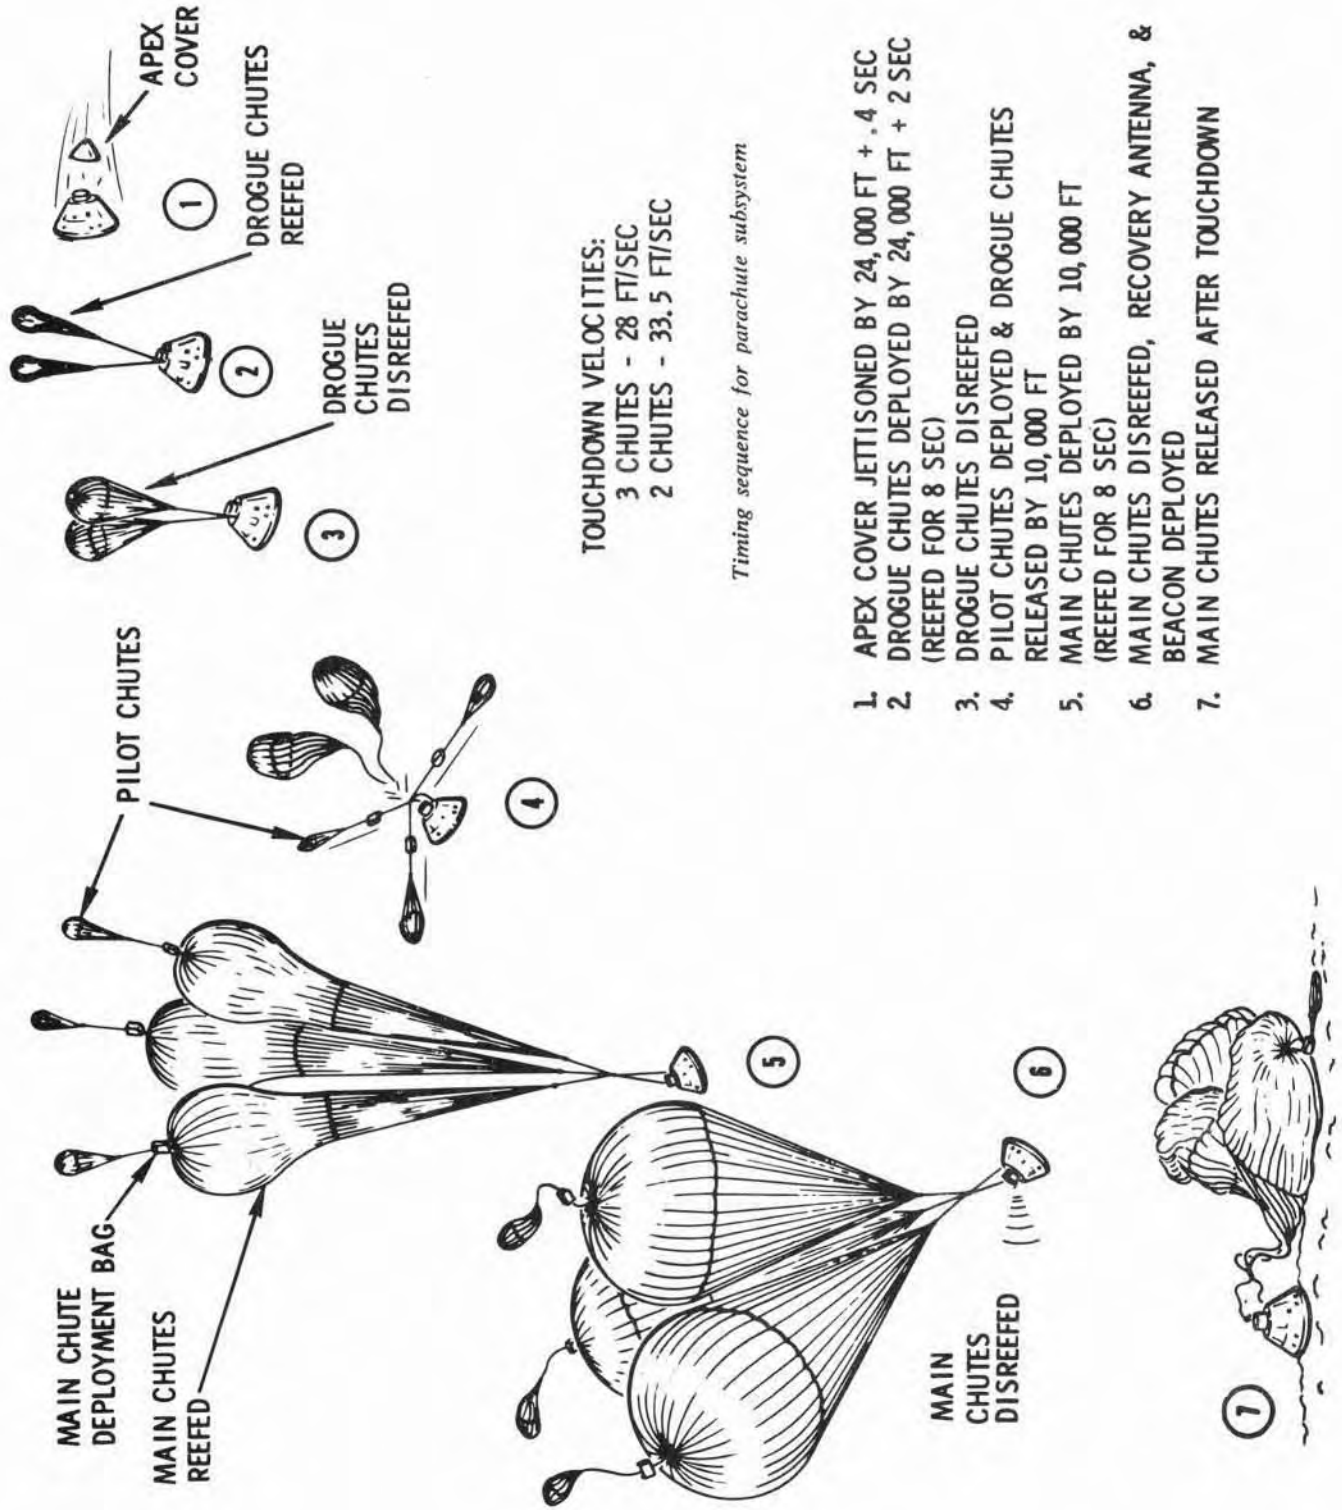 APEX
COVER
1
DROGUE CHUTES
REEFED
2
DROGUE
CHUTES
DISREEFED
3
PILOT CHUTES
4
MAIN CHUTE
DEPLOYMENT BAG
MAIN CHUTES
REEFED
5
MAIN
CHUTES
DISREEFED
6
7
TOUCHDOWN VELOCITIES:
3 CHUTES - 28 FT/SEC
2 CHUTES - 33.5 FT/SEC
Timing sequence for parachute subsystem
1. APEX COVER JETTISONED BY 24,000 FT + .4 SEC
2. DROGUE CHUTES DEPLOYED BY 24,000 FT + 2 SEC
(REEFED FOR 8 SEC)
3. DROGUE CHUTES DISREEFED
4. PILOT CHUTES DEPLOYED & DROGUE CHUTES
RELEASED BY 10,000 FT
5. MAIN CHUTES DEPLOYED BY 10,000 FT
(REEFED FOR 8 SEC)
6. MAIN CHUTES DISREEFED, RECOVERY ANTENNA, &
BEACON DEPLOYED
7. MAIN CHUTES RELEASED AFTER TOUCHDOWN